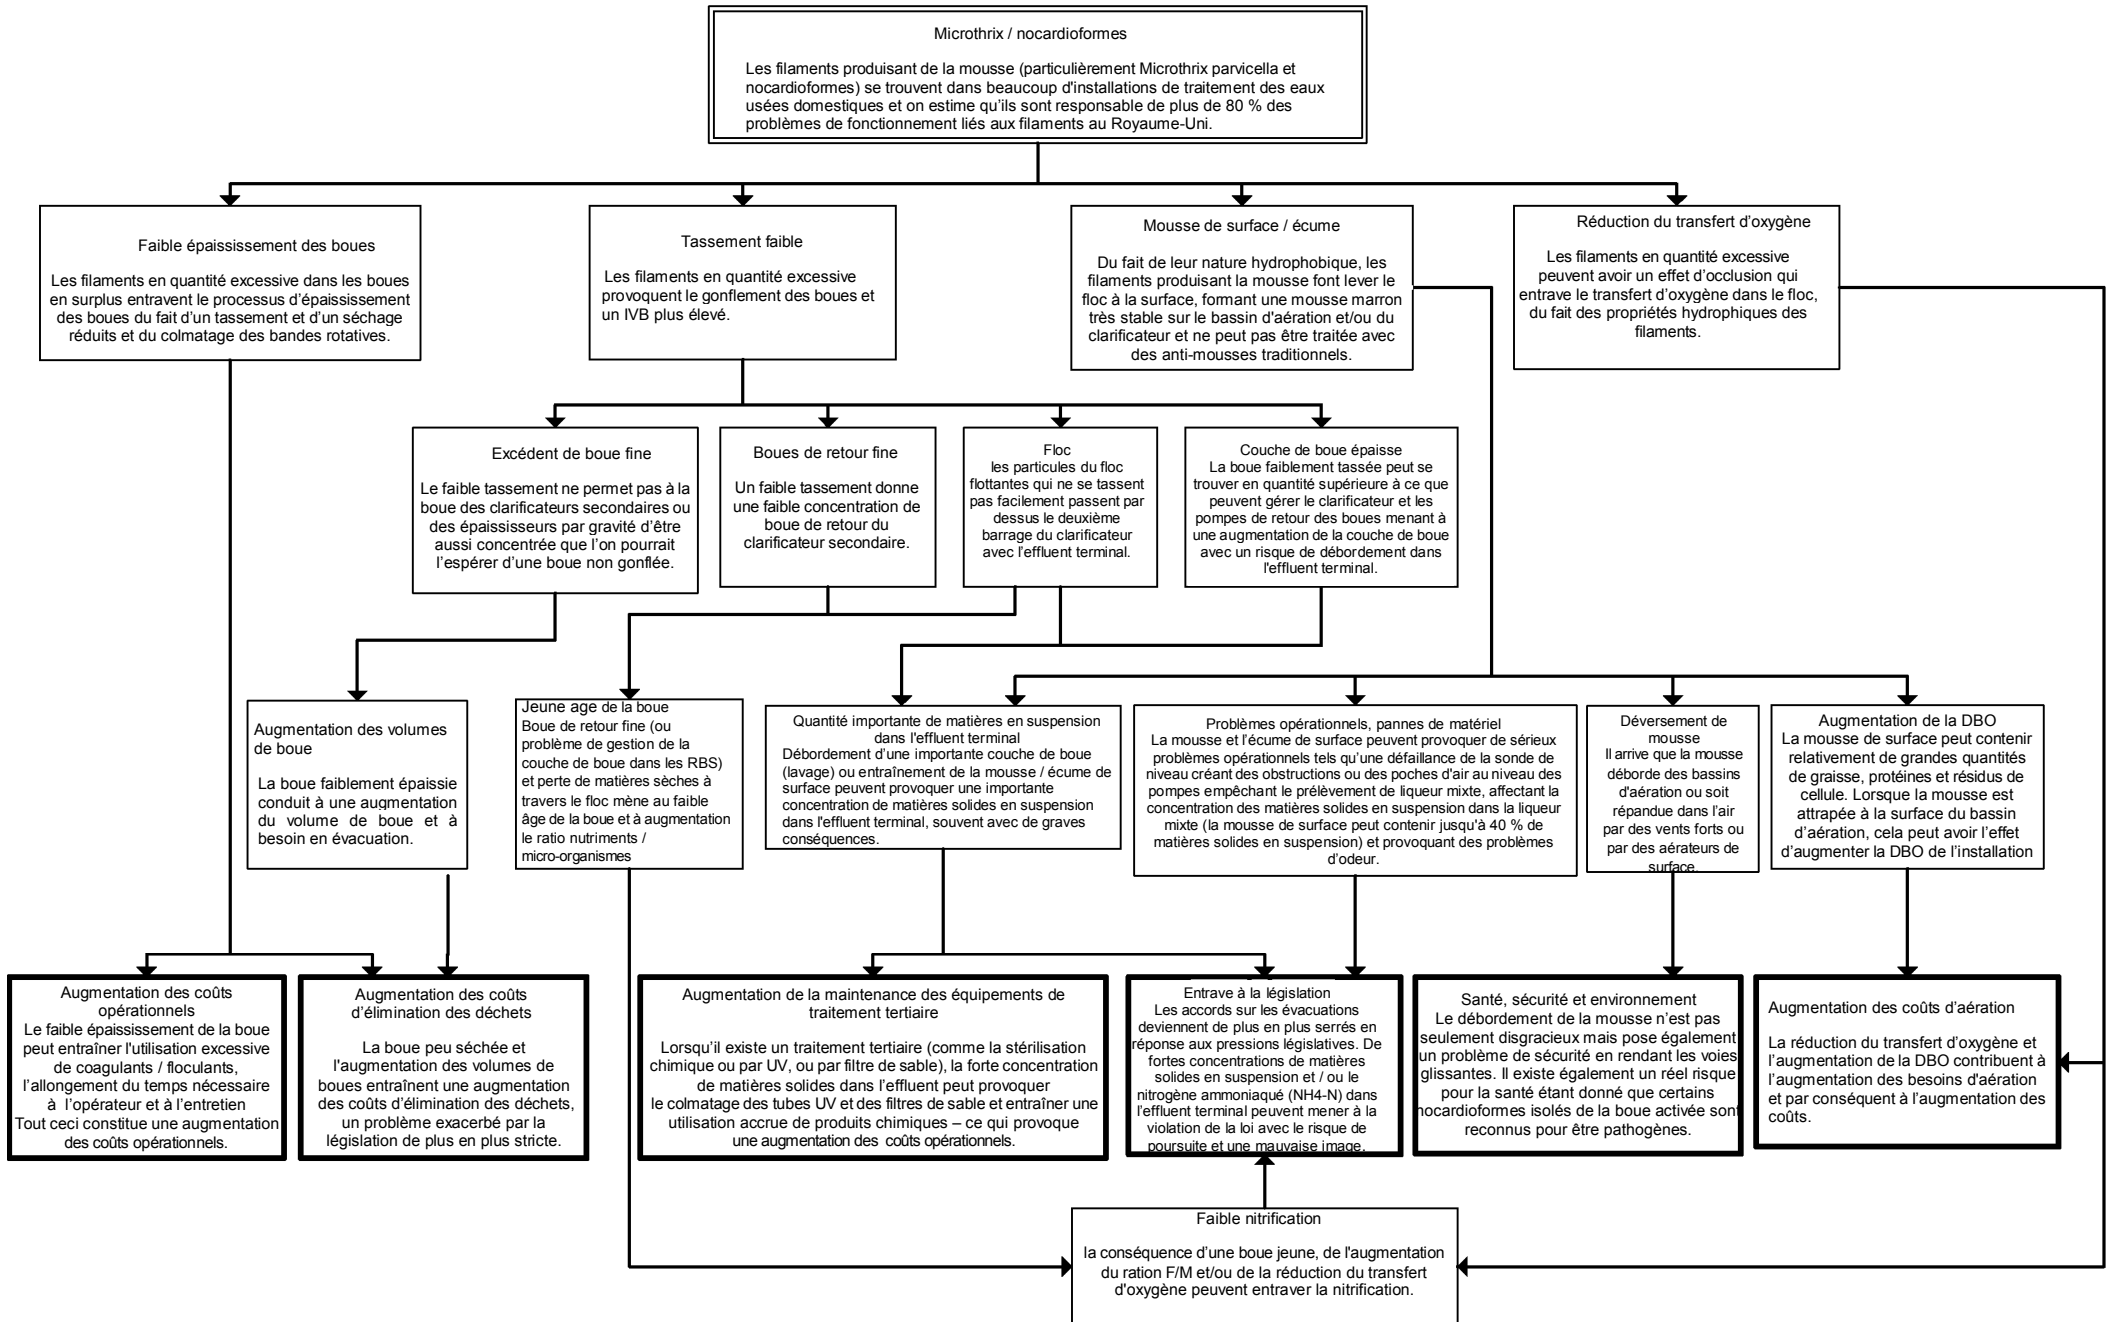 Microthrix / nocardioformes
Les filaments produisant de la mousse (particulièrement Microthrix parvicella et
nocardioformes) se trouvent dans beaucoup d'installations de traitement des eaux
usées domestiques et on estime qu'ils sont responsable de plus de 80 % des
problèmes de fonctionnement liés aux filaments au Royaume-Uni.
Faible épaississement des boues
Les filaments en quantité excessive dans les boues
en surplus entravent le processus d'épaississement
des boues du fait d'un tassement et d'un séchage
réduits et du colmatage des bandes rotatives.
Tassement faible
Les filaments en quantité excessive
provoquent le gonflement des boues et
un IVB plus élevé.
Mousse de surface / écume
Du fait de leur nature hydrophobique, les
filaments produisant la mousse font lever le
floc à la surface, formant une mousse marron
très stable sur le bassin d'aération et/ou du
clarificateur et ne peut pas être traitée avec
des anti-mousses traditionnels.
Réduction du transfert d'oxygène
Les filaments en quantité excessive
peuvent avoir un effet d'occlusion qui
entrave le transfert d'oxygène dans le floc,
du fait des propriétés hydrophiques des
filaments.
Excédent de boue fine
Le faible tassement ne permet pas à la
boue des clarificateurs secondaires ou
des épaississeurs par gravité d'être
aussi concentrée que l'on pourrait
l'espérer d'une boue non gonflée.
Boues de retour fine
Un faible tassement donne
une faible concentration de
boue de retour du
clarificateur secondaire.
Floc
les particules du floc
flottantes qui ne se tassent
pas facilement passent par
dessus le deuxième
barrage du clarificateur
avec l'effluent terminal.
Couche de boue épaisse
La boue faiblement tassée peut se
trouver en quantité supérieure à ce que
peuvent gérer le clarificateur et les
pompes de retour des boues menant à
une augmentation de la couche de boue
avec un risque de débordement dans
l'effluent terminal.
Augmentation des volumes
de boue
La boue faiblement épaissie
conduit à une augmentation
du volume de boue et à
besoin en évacuation.
Jeune age de la boue
Boue de retour fine (ou
problème de gestion de la
couche de boue dans les RBS)
et perte de matières sèches à
travers le floc mène au faible
âge de la boue et à augmentation
le ratio nutriments /
micro-organismes
Quantité importante de matières en suspension
dans l'effluent terminal
Débordement d'une importante couche de boue
(lavage) ou entraînement de la mousse / écume de
surface peuvent provoquer une importante
concentration de matières solides en suspension
dans l'effluent terminal, souvent avec de graves
conséquences.
Problèmes opérationnels, pannes de matériel
La mousse et l'écume de surface peuvent provoquer de sérieux
problèmes opérationnels tels qu'une défaillance de la sonde de
niveau créant des obstructions ou des poches d'air au niveau des
pompes empêchant le prélèvement de liqueur mixte, affectant la
concentration des matières solides en suspension dans la liqueur
mixte (la mousse de surface peut contenir jusqu'à 40 % de
matières solides en suspension) et provoquant des problèmes
d'odeur.
Déversement de
mousse
Il arrive que la mousse
déborde des bassins
d'aération ou soit
répandue dans l'air
par des vents forts ou
par des aérateurs de
surface.
Augmentation de la DBO
La mousse de surface peut contenir
relativement de grandes quantités
de graisse, protéines et résidus de
cellule. Lorsque la mousse est
attrapée à la surface du bassin
d'aération, cela peut avoir l'effet
d'augmenter la DBO de l'installation
Augmentation des coûts
opérationnels
Le faible épaississement de la boue
peut entraîner l'utilisation excessive
de coagulants / floculants,
l'allongement du temps nécessaire
à l'opérateur et à l'entretien
Tout ceci constitue une augmentation
des coûts opérationnels.
Augmentation des coûts
d'élimination des déchets
La boue peu séchée et
l'augmentation des volumes de
boues entraînent une augmentation
des coûts d'élimination des déchets,
un problème exacerbé par la
législation de plus en plus stricte.
Augmentation de la maintenance des équipements de
traitement tertiaire
Lorsqu'il existe un traitement tertiaire (comme la stérilisation
chimique ou par UV, ou par filtre de sable), la forte concentration
de matières solides dans l'effluent peut provoquer
le colmatage des tubes UV et des filtres de sable et entraîner une
utilisation accrue de produits chimiques – ce qui provoque
une augmentation des coûts opérationnels.
Entrave à la législation
Les accords sur les évacuations
deviennent de plus en plus serrés en
réponse aux pressions législatives. De
fortes concentrations de matières
solides en suspension et / ou le
nitrogène ammoniaqué (NH4-N) dans
l'effluent terminal peuvent mener à la
violation de la loi avec le risque de
poursuite et une mauvaise image.
Santé, sécurité et environnement
Le débordement de la mousse n'est pas
seulement disgracieux mais pose également
un problème de sécurité en rendant les voies
glissantes. Il existe également un réel risque
pour la santé étant donné que certains
nocardioformes isolés de la boue activée sont
reconnus pour être pathogènes.
Augmentation des coûts d'aération
La réduction du transfert d'oxygène et
l'augmentation de la DBO contribuent à
l'augmentation des besoins d'aération
et par conséquent à l'augmentation des
coûts.
Faible nitrification
la conséquence d'une boue jeune, de l'augmentation
du ration F/M et/ou de la réduction du transfert
d'oxygène peuvent entraver la nitrification.